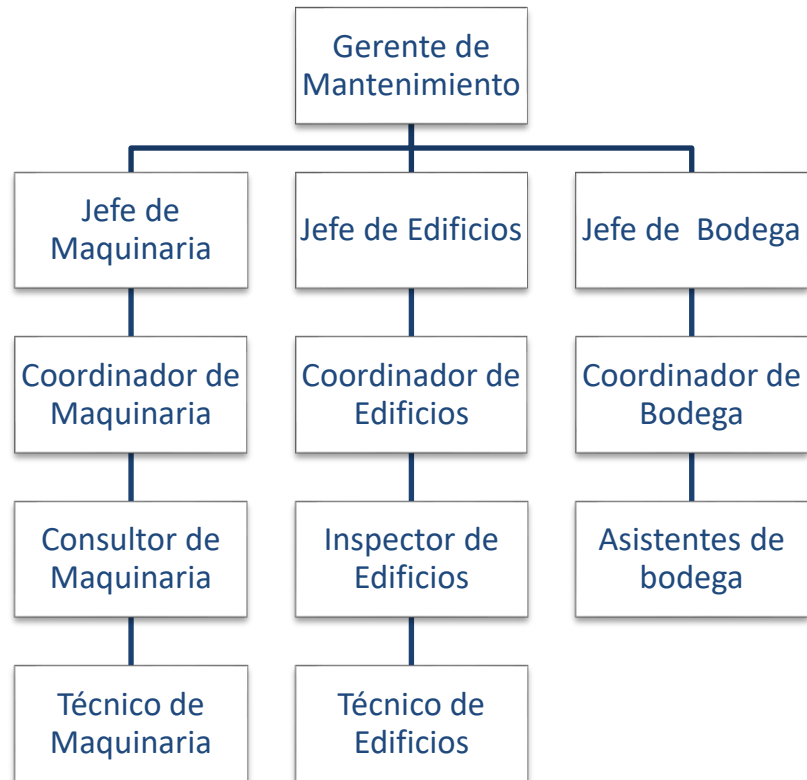 Gerente de
Mantenimiento
Jefe de
Maquinaria
Jefe de Edificios
Jefe de  Bodega
Coordinador de
Maquinaria
Coordinador de
Edificios
Coordinador de
Bodega
Consultor de
Maquinaria
Inspector de
Edificios
Asistentes de
bodega
Técnico de
Maquinaria
Técnico de
Edificios